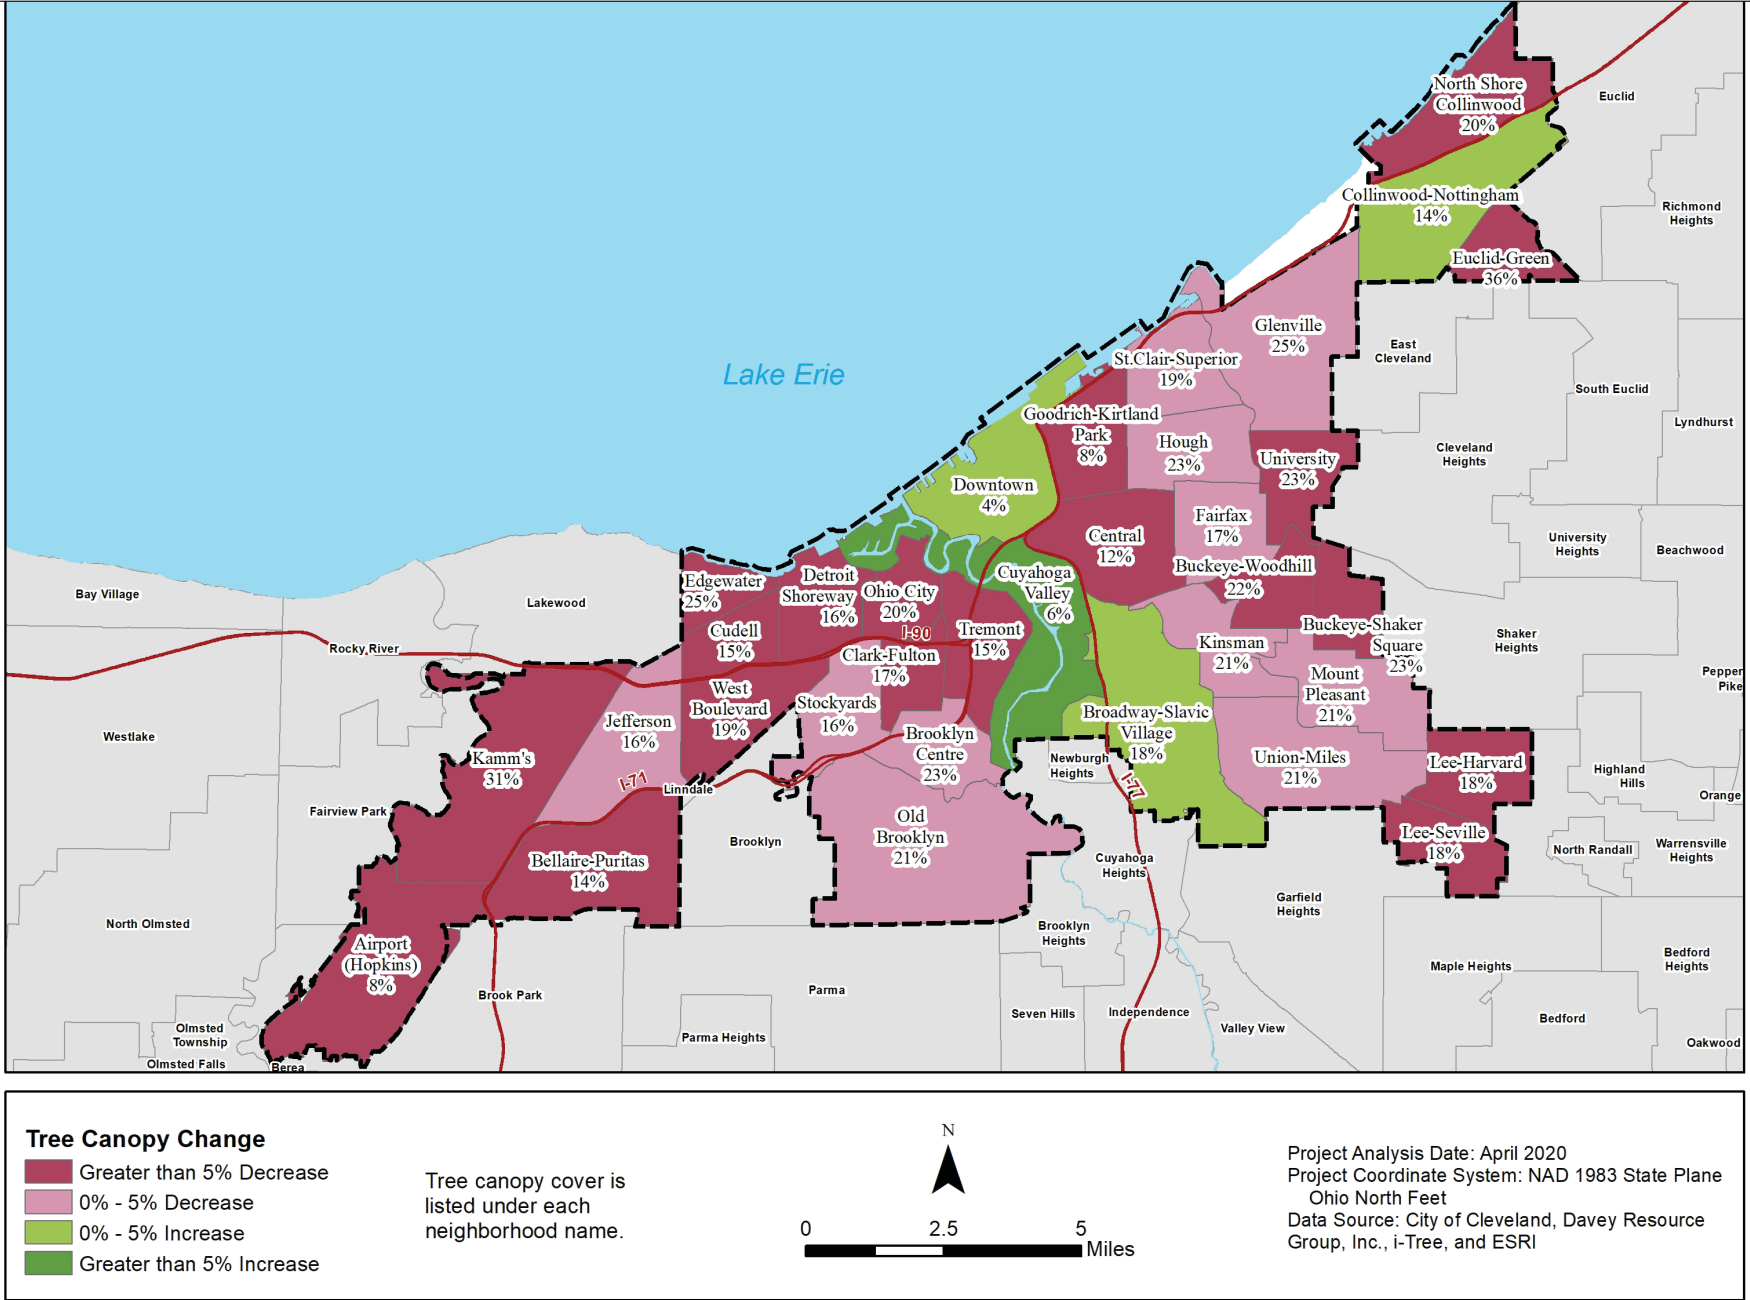 North Shore
Collinwood
20%
Euclid
Collinwood-Nottingham
14%
Richmond
Heights
Euclid-Green
36%
Glenville
25%
East
Cleveland
St.Clair-Superior
19%
Lake Erie
South Euclid
Goodrich-Kirtland
Park
8%
Lyndhurst
Hough
23%
Cleveland
Heights
University
23%
Downtown
4%
Fairfax
17%
Central
12%
University
Heights
Beachwood
Buckeye-Woodhill
22%
Cuyahoga
Valley
6%
Edgewater
25%
Detroit
Shoreway
16%
Ohio City
20%
Bay Village
Lakewood
I-90
Tremont
15%
Cudell
15%
Buckeye-Shaker
Square
23%
Kinsman
21%
Shaker
Heights
Rocky River
Clark-Fulton
17%
Mount
Pleasant
21%
Pepper
Pike
West
Boulevard
19%
Stockyards
16%
Jefferson
16%
Broadway-Slavic
Village
18%
Westlake
Brooklyn
Centre
23%
Kamm's
31%
Newburgh
Heights
Union-Miles
21%
Lee-Harvard
18%
Highland
Hills
Orange
I-71
Linndale
I-77
Fairview Park
Old
Brooklyn
21%
Lee-Seville
18%
Brooklyn
North Randall
Warrensville
Heights
Bellaire-Puritas
14%
Cuyahoga
Heights
Garfield
Heights
North Olmsted
Brooklyn
Heights
Airport
(Hopkins)
8%
Maple Heights
Bedford
Heights
Brook Park
Parma
Seven Hills
Independence
Valley View
Bedford
Olmsted
Township
Parma Heights
Oakwood
Olmsted Falls
Berea
Tree Canopy Change
Greater than 5% Decrease
0% - 5% Decrease
0% - 5% Increase
Greater than 5% Increase
Tree canopy cover is
listed under each
neighborhood name.
N
0 2.5 5
Miles
Project Analysis Date: April 2020
Project Coordinate System: NAD 1983 State Plane
Ohio North Feet
Data Source: City of Cleveland, Davey Resource
Group, Inc., i-Tree, and ESRI